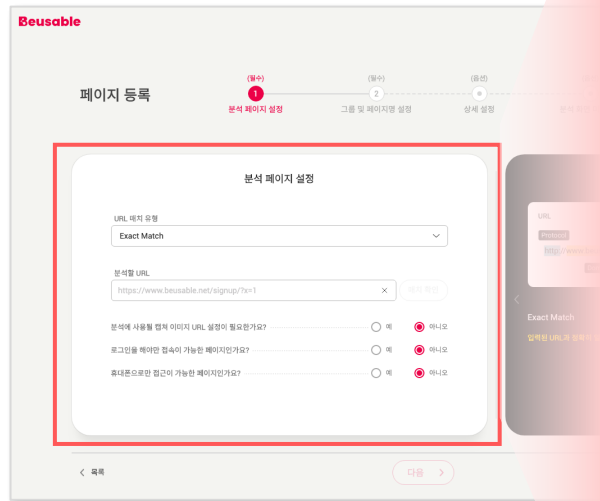 Beusable
페이지 등록
(필수)
1
분석 페이지 설정
(필수)
2
그룹 및 페이지명 설정
(옵션)
상세 설정
분석 페이지 설정
URL 매치 유형
Exact Match
분석할 URL
https://www.beusable.net/signup/?x=1
분석에 사용될 캡쳐 이미지 URL 설정이 필요한가요?
예
아니오
로그인을 해야만 접속이 가능한 페이지인가요?
예
아니오
휴대폰으로만 접근이 가능한 페이지인가요?
예
아니오
URL
Protocol
Exact Match
입력된 URL과
목록
다음